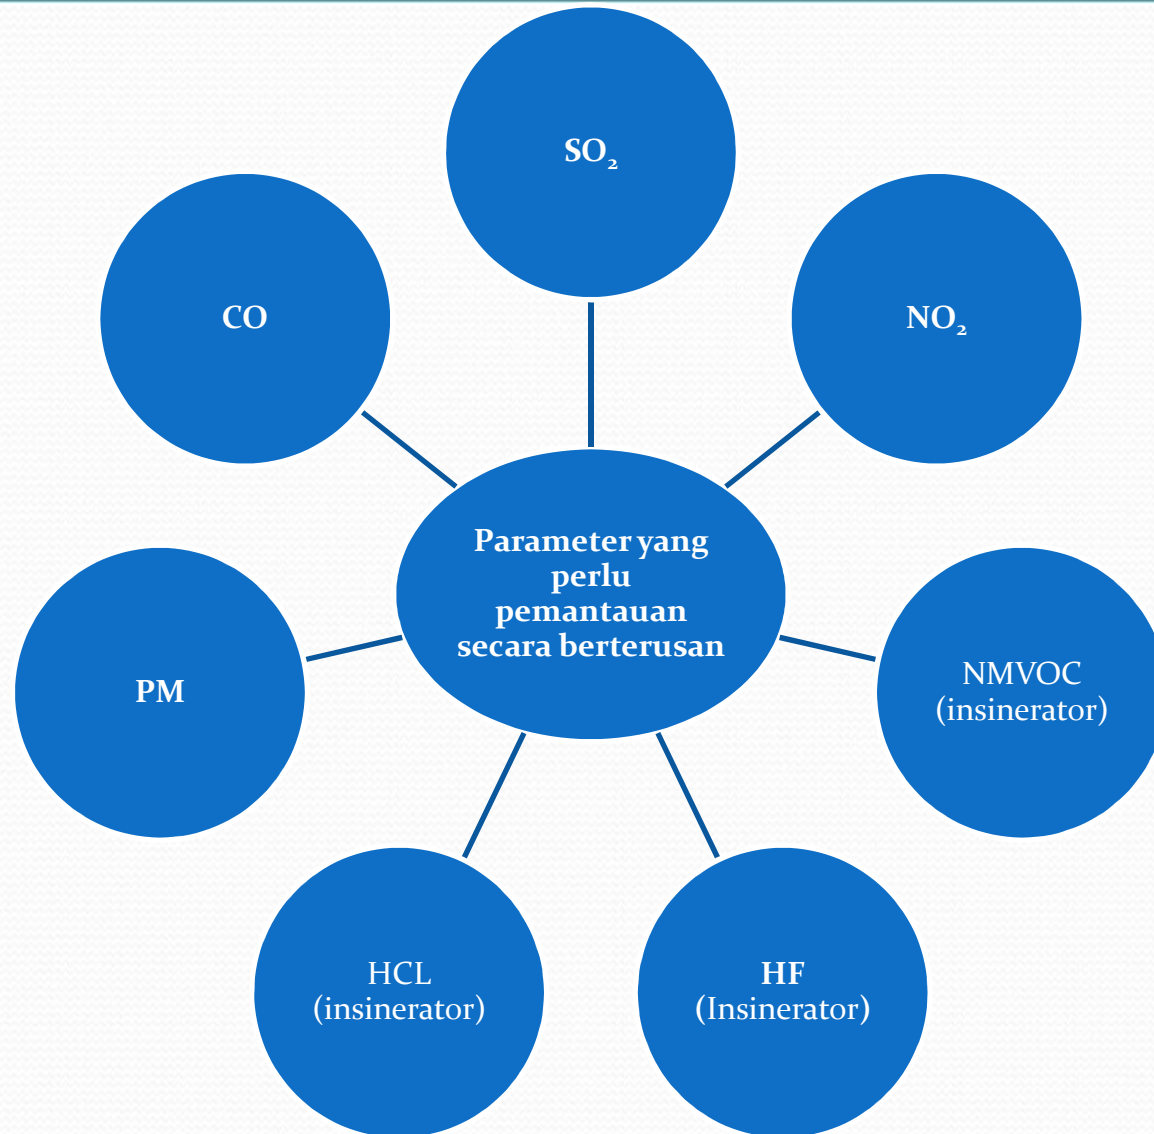 SO₂
NO₂
NMVOC
(insinerator)
HF
(Insinerator)
HCL
(insinerator)
PM
CO
Parameter yang
perlu
pemantauan
secara berterusan